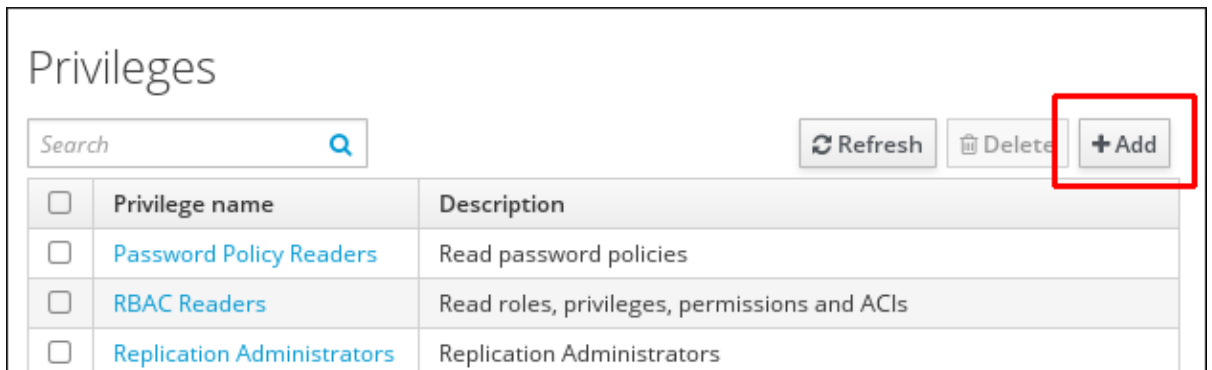 Privileges
Search Refresh Delete + Add
Privilege name Description
Password Policy Readers Read password policies
RBAC Readers Read roles, privileges, permissions and ACIs
Replication Administrators Replication Administrators